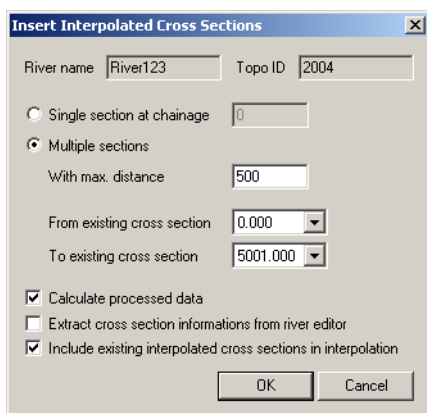 Insert Interpolated Cross Sections
River name River123 Topo ID 2004
Single section at chainage 0
Multiple sections
With max. distance 500
From existing cross section 0.000
To existing cross section 5001.000
Calculate processed data
Extract cross section informations from river editor
Include existing interpolated cross sections in interpolation
OK Cancel